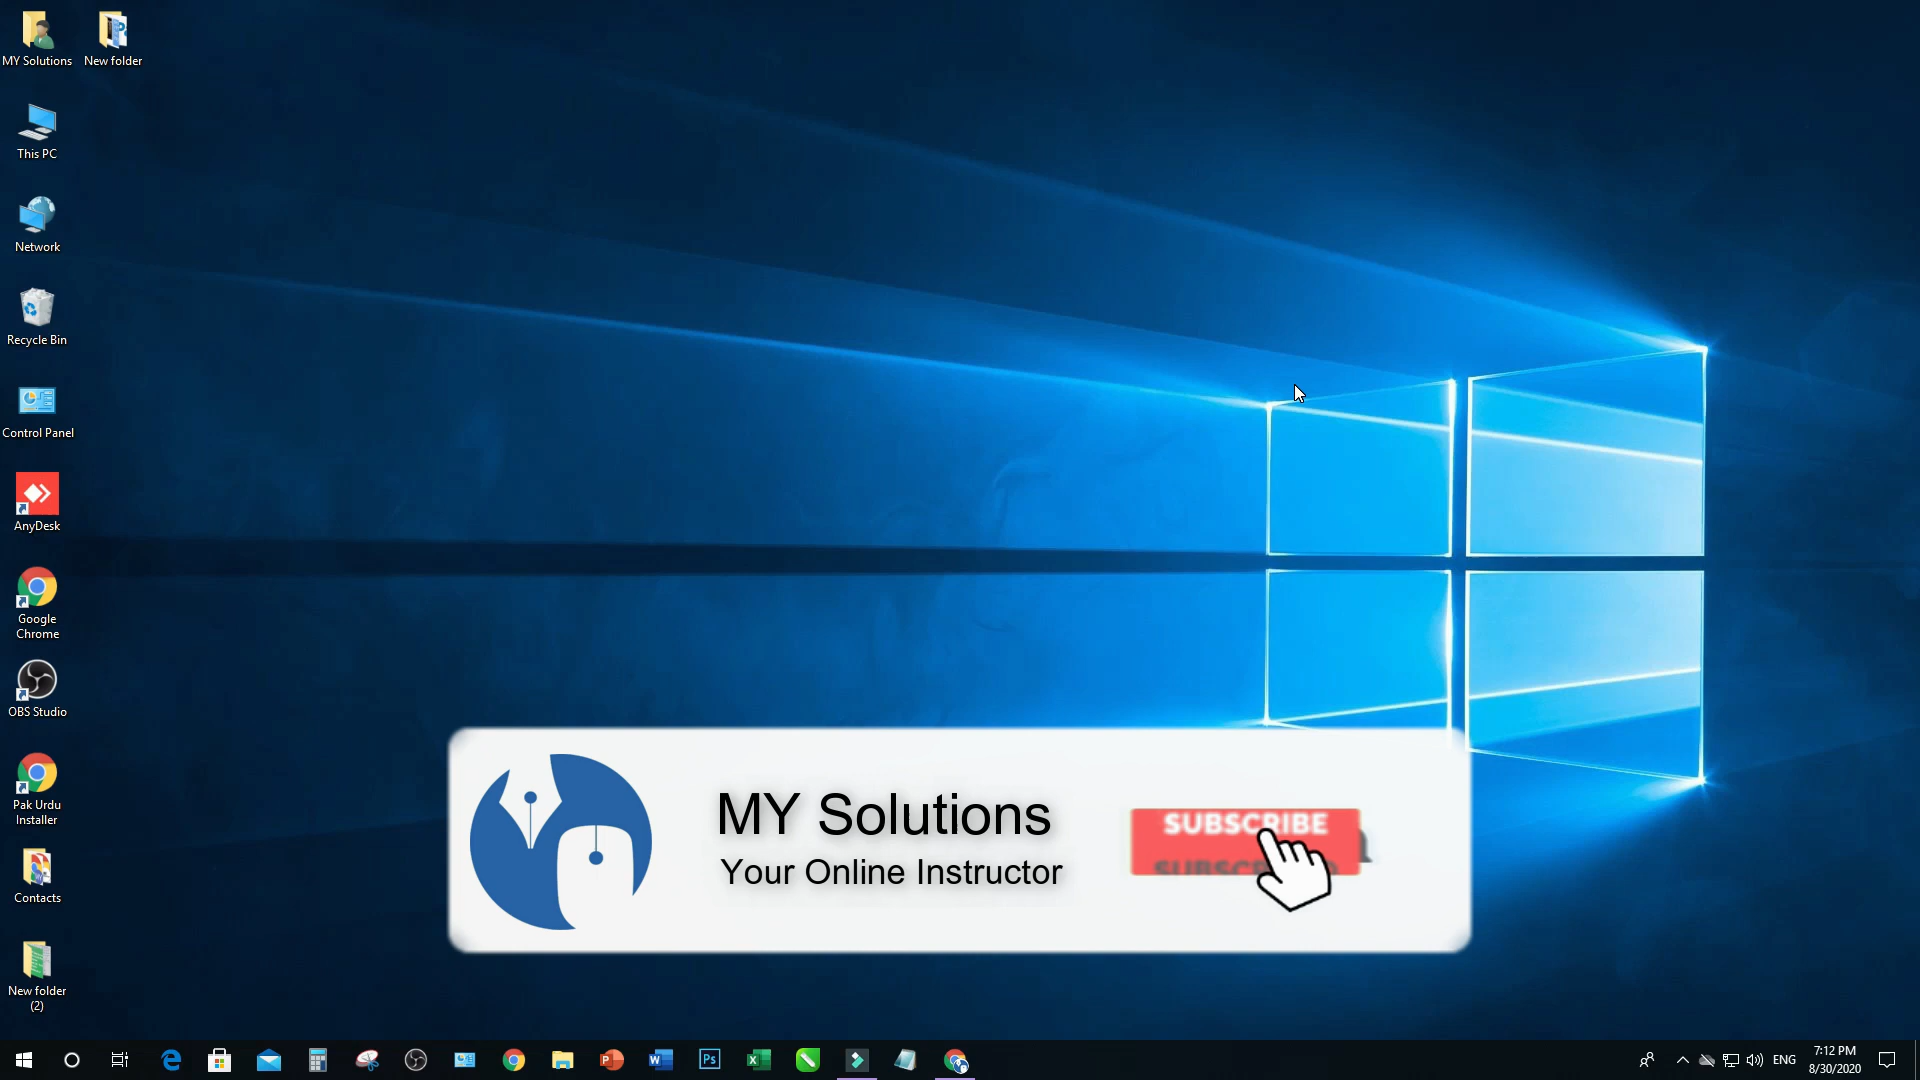 MY Solutions
New folder
This PC
Network
Recycle Bin
Control Panel
AnyDesk
Google
Chrome
OBS Studio
Pak Urdu
Installer
Contacts
New folder
(2)
MY Solutions
Your Online Instructor
SUBSCRIBE
ENG
7:12 PM
8/30/2020